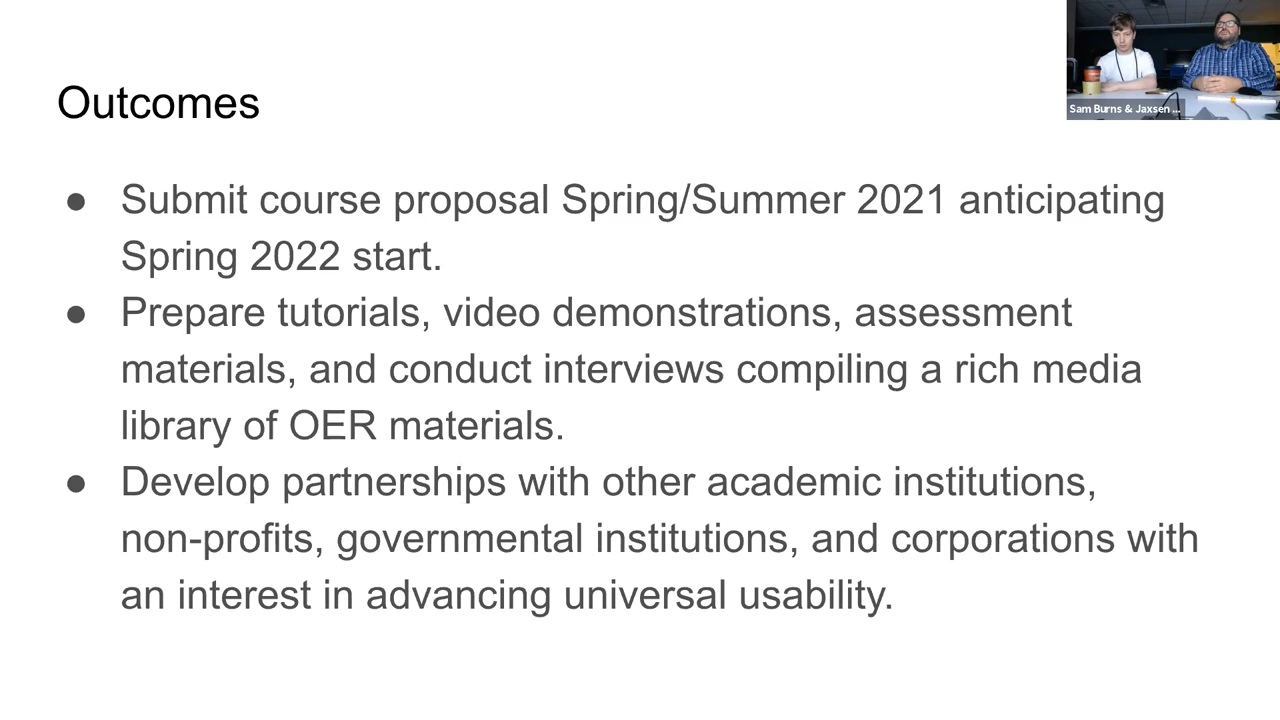 Outcomes
Sam Burns & Jaxsen ...
● Submit course proposal Spring/Summer 2021 anticipating
Spring 2022 start.
● Prepare tutorials, video demonstrations, assessment
materials, and conduct interviews compiling a rich media
library of OER materials.
● Develop partnerships with other academic institutions,
non-profits, governmental institutions, and corporations with
an interest in advancing universal usability.